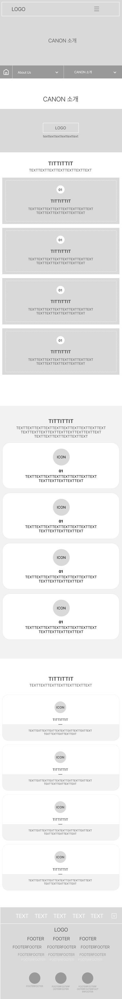 LOGO
CANON 소개
About Us
CANON 소개
CANON 소개
LOGO
texttexttexttexttexttext
TITTITTIT
TEXTTEXTTEXTTEXTTEXTTEXTTEXT
01
TITTITTIT
TEXTTEXTTEXTTEXTTEXTTEXTTEXTTEXT
TEXTTEXTTEXTTEXTTEXTTEXT
01
TITTITTIT
TEXTTEXTTEXTTEXTTEXTTEXTTEXTTEXT
TEXTTEXTTEXTTEXTTEXTTEXT
01
TITTITTIT
TEXTTEXTTEXTTEXTTEXTTEXTTEXTTEXT
TEXTTEXTTEXTTEXTTEXTTEXT
01
TITTITTIT
TEXTTEXTTEXTTEXTTEXTTEXTTEXTTEXT
TEXTTEXTTEXTTEXTTEXTTEXT
TITTITTIT
TEXTTEXTTEXTTEXTTEXTTEXTTEXTTEXTTEXTTEXT
TEXTTEXTTEXTTEXTTEXTTEXTTEXTTEXTTEXT
TEXTTEXTTEXTTEXTTEXTTEXT
ICON
01
TEXTTEXTTEXTTEXTTEXTTEXTTEXTTEXT
TEXTTEXTTEXTTEXTTEXT
ICON
01
TEXTTEXTTEXTTEXTTEXTTEXTTEXTTEXT
TEXTTEXTTEXTTEXTTEXT
ICON
01
TEXTTEXTTEXTTEXTTEXTTEXTTEXTTEXT
TEXTTEXTTEXTTEXTTEXT
ICON
01
TEXTTEXTTEXTTEXTTEXTTEXTTEXTTEXT
TEXTTEXTTEXTTEXTTEXT
TITTITTIT
TEXTTEXTTEXTTEXTTEXTTEXTTEXT
ICON
TITTITTIT
TEXTTEXTTEXTTEXTEXTTEXTTEXTTEXTTEXTTEXT
TEXTTEXTTEXTTEXTTEXT
ICON
TITTITTIT
TEXTTEXTTEXTTEXTEXTTEXTTEXTTEXTTEXTTEXT
TEXTTEXTTEXTTEXTTEXT
ICON
TITTITTIT
TEXTTEXTTEXTTEXTEXTTEXTTEXTTEXTTEXTTEXT
TEXTTEXTTEXTTEXTTEXT
ICON
TITTITTIT
TEXTTEXTTEXTTEXTEXTTEXTTEXTTEXTTEXTTEXT
TEXTTEXTTEXTTEXTTEXT
TEXT TEXT TEXT TEXT TEXT
LOGO
FOOTER FOOTER FOOTER
FOOTERFOOTER FOOTERFOOTER FOOTERFOOTER
FOOTERFOOTER FOOTERFOOTER FOOTERFOOTER
FOOTERFOOTER FOOTERFOOTER FOOTERFOOTER
FOOTERFOOTER
FOOTERFOOTERF
OOTERFOOTER
FOOTERFOOTERF
OOTERFOOTERFOOT
ERFOOTER